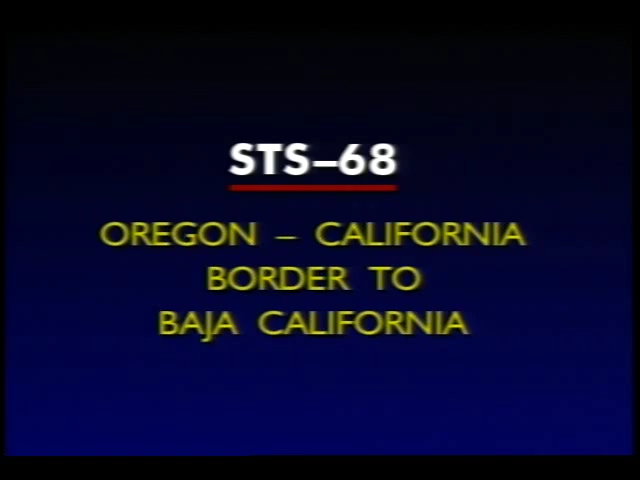 STS–68
OREGON – CALIFORNIA
BORDER TO
BAJA CALIFORNIA